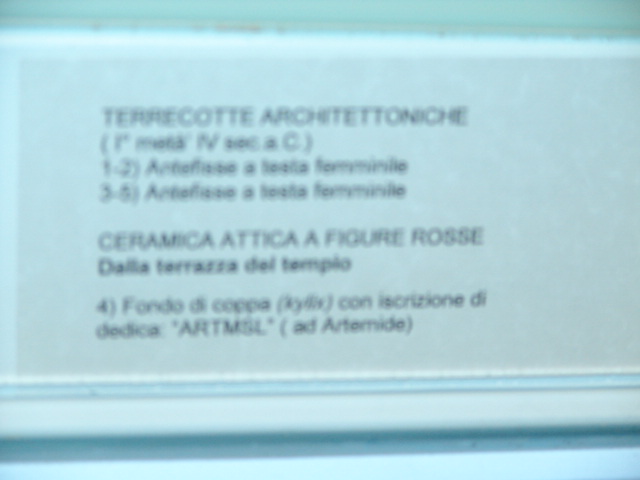 TERRECOTTE ARCHITETTONICHE
( I° metà' IV sec.a.C.)
1-2) Antefisse a testa femminile
3-5) Antefisse a testa femminile
CERAMICA ATTICA A FIGURE ROSSE
Dalla terrazza del tempio
4) Fondo di coppa (kylix) con iscrizione di
dedica: "ARTMSL" ( ad Artemide)